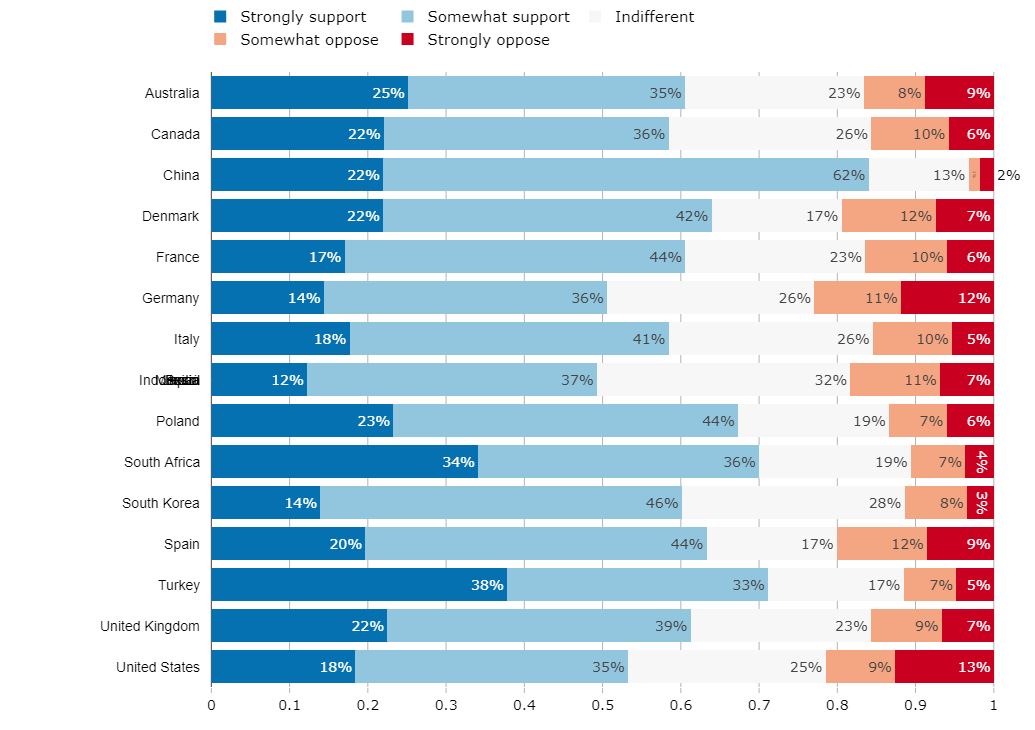 Strongly support Somewhat support Indifferent
Somewhat oppose Strongly oppose
Australia 25% 35% 23% 8% 9%
Canada 22% 36% 26% 10% 6%
China 22% 62% 13% 2%
Denmark 22% 42% 17% 12% 7%
France 17% 44% 23% 10% 6%
Germany 14% 36% 26% 11% 12%
Italy 18% 41% 26% 10% 5%
12% 37% 32% 11% 7%
Poland 23% 44% 19% 7% 6%
South Africa 34% 36% 19% 7% 4%
South Korea 14% 46% 28% 8% 3%
Spain 20% 44% 17% 12% 9%
Turkey 38% 33% 17% 7% 5%
United Kingdom 22% 39% 23% 9% 7%
United States 18% 35% 25% 9% 13%
0 0.1 0.2 0.3 0.4 0.5 0.6 0.7 0.8 0.9 1